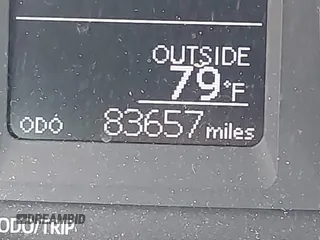 OUTSIDE
79°F
ODO 83657 miles
ODO/TRIP
DREAMBID